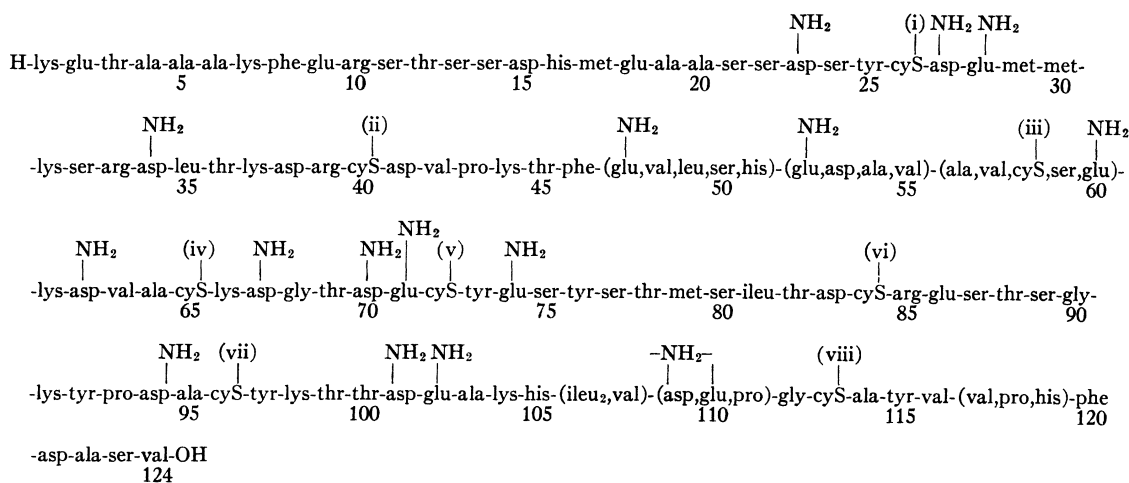 NH₂ (i) NH₂ NH₂
H-lys-glu-thr-ala-ala-ala-lys-phe-glu-arg-ser-thr-ser-ser-asp-his-met-glu-ala-ala-ser-ser-asp-ser-tyr-cyS-asp-glu-met-met-
5 10 15 20 25 30
NH₂ (ii) NH₂ NH₂ (iii) NH₂
-lys-ser-arg-asp-leu-thr-lys-asp-arg-cyS-asp-val-pro-lys-thr-phe-(glu,val,leu,ser,his)-(glu,asp,ala,val)-(ala,val,cyS,ser,glu)-
35 40 45 50 55 60
NH₂
NH₂ (iv) NH₂ NH₂ (v) NH₂ (vi)
-lys-asp-val-ala-cyS-lys-asp-gly-thr-asp-glu-cyS-tyr-glu-ser-tyr-ser-thr-met-ser-ileu-thr-asp-cyS-arg-glu-ser-thr-ser-gly-
65 70 75 80 85 90
NH₂ (vii) NH₂ NH₂ –NH₂– (viii)
-lys-tyr-pro-asp-ala-cyS-tyr-lys-thr-thr-asp-glu-ala-lys-his-(ileu₂,val)-(asp,glu,pro)-gly-cyS-ala-tyr-val-(val,pro,his)-phe
95 100 105 110 115 120
-asp-ala-ser-val-OH
124